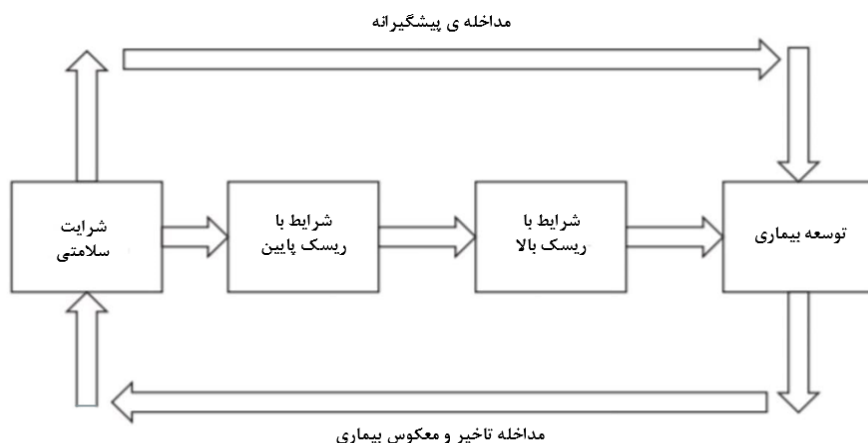 مداخله ی پیشگیرانه
شرایت
سلامتی
شرایط با
ریسک پایین
شرایط با
ریسک بالا
توسعه بیماری
مداخله تاخیر و معکوس بیماری